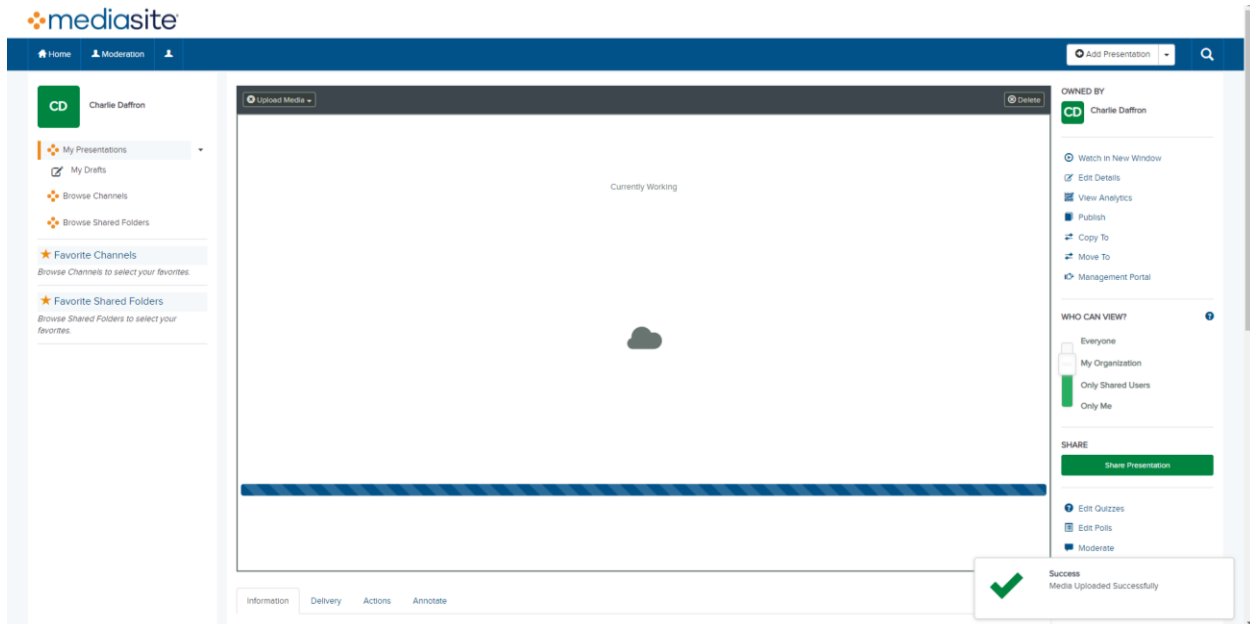 mediasite
Home
Moderation
Add Presentation
CD
Charlie Daffron
My Presentations
My Drafts
Browse Channels
Browse Shared Folders
Favorite Channels
Browse Channels to select your favorites.
Favorite Shared Folders
Browse Shared Folders to select your
favorites.
Upload Media
Delete
Currently Working
Information
Delivery
Actions
Annotate
OWNED BY
CD
Charlie Daffron
Watch in New Window
Edit Details
View Analytics
Publish
Copy To
Move To
Management Portal
WHO CAN VIEW?
Everyone
My Organization
Only Shared Users
Only Me
SHARE
Share Presentation
Edit Quizzes
Edit Polls
Moderate
Success
Media Uploaded Successfully